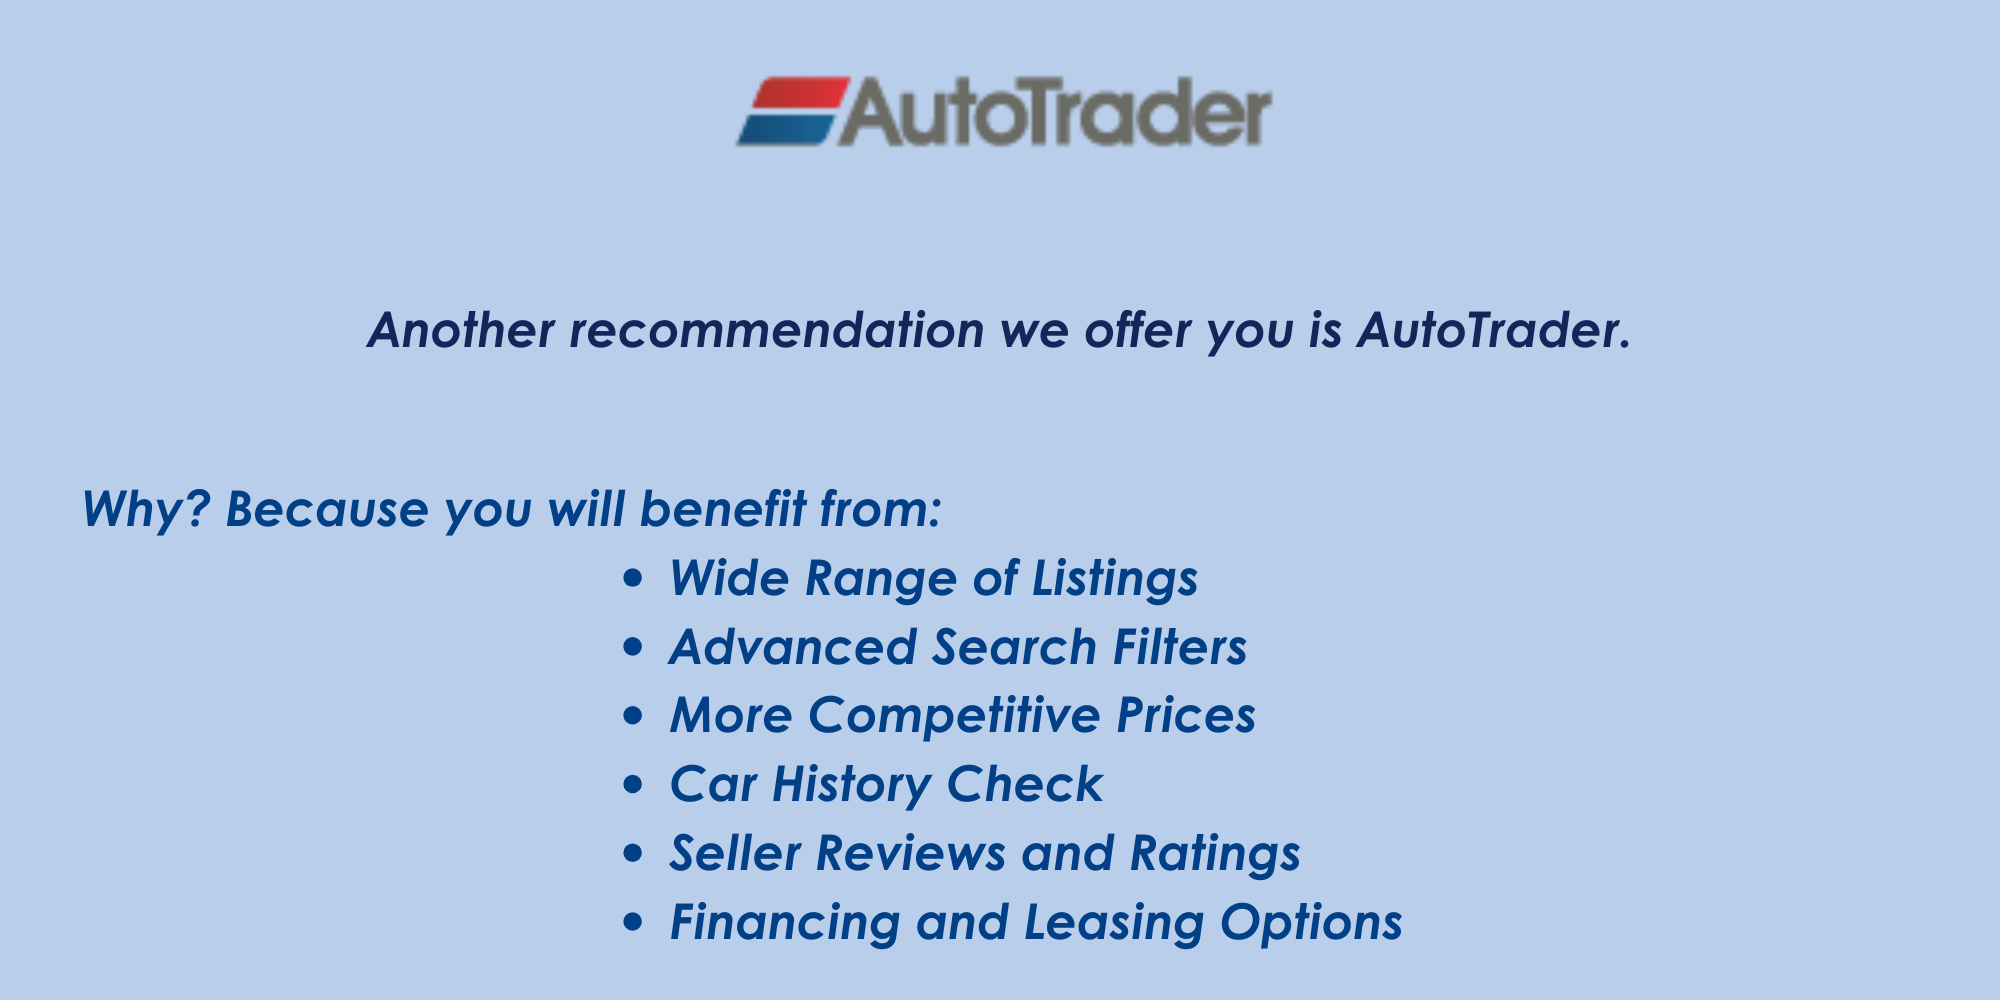 AutoTrader
Another recommendation we offer you is AutoTrader.
Why? Because you will benefit from:
• Wide Range of Listings
• Advanced Search Filters
• More Competitive Prices
• Car History Check
• Seller Reviews and Ratings
• Financing and Leasing Options